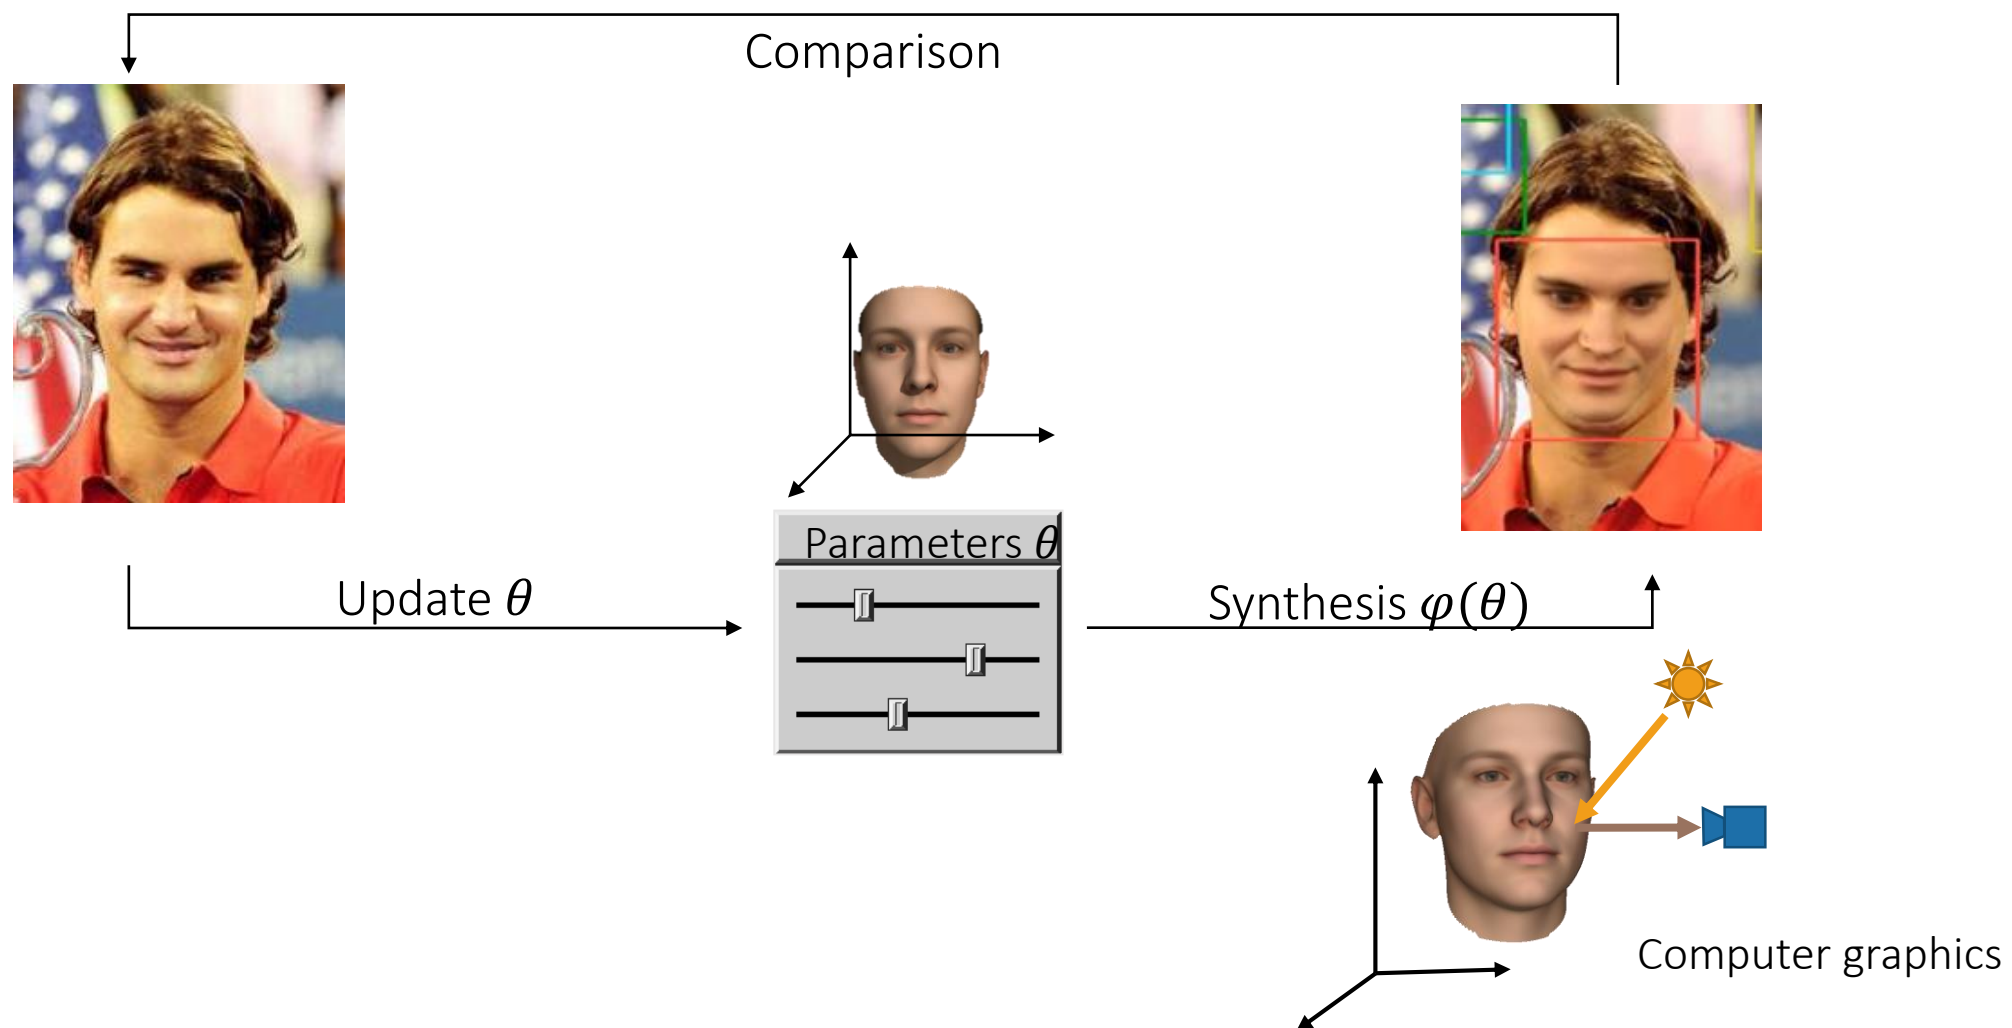 Comparison
Parameters θ
Update θ
Synthesis φ(θ)
Computer graphics